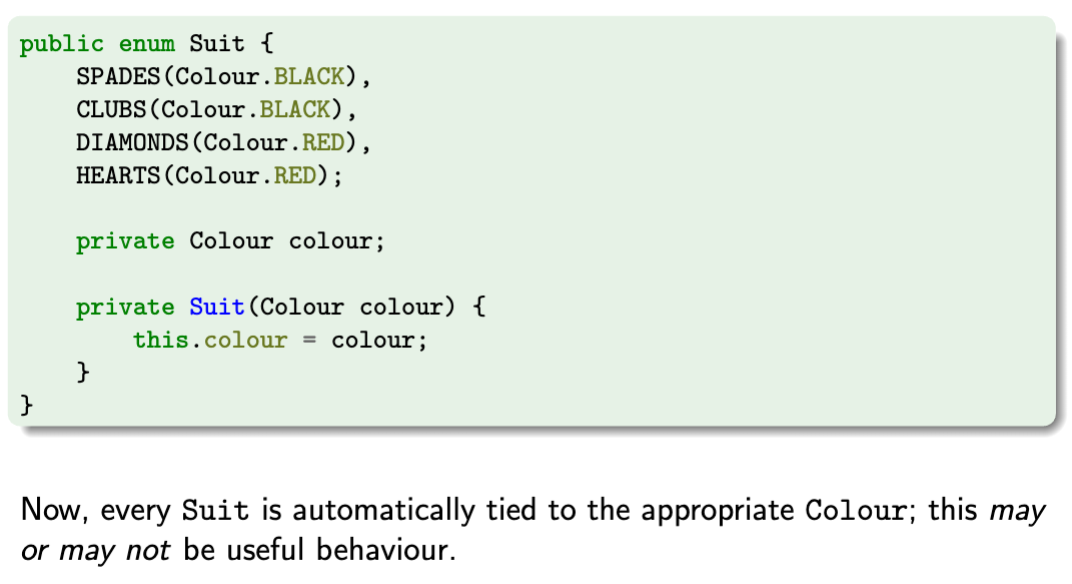 public enum Suit {
    SPADES(Colour.BLACK),
    CLUBS(Colour.BLACK),
    DIAMONDS(Colour.RED),
    HEARTS(Colour.RED);

    private Colour colour;

    private Suit(Colour colour) {
        this.colour = colour;
    }
}

Now, every Suit is automatically tied to the appropriate Colour; this may
or may not be useful behaviour.